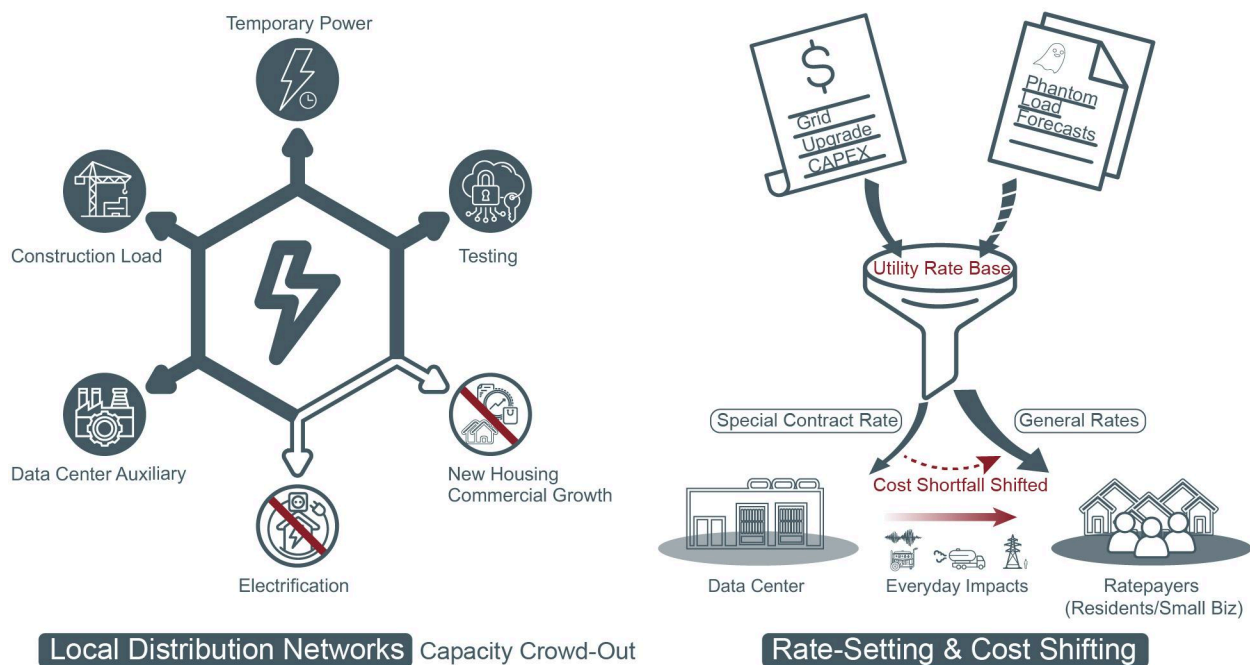 Temporary Power
Construction Load
Testing
Data Center Auxiliary
New Housing
Commercial Growth
Electrification
Local Distribution Networks Capacity Crowd-Out
$
Grid
Upgrade
CAPEX
Phantom
Load
Forecasts
Utility Rate Base
Special Contract Rate
General Rates
Cost Shortfall Shifted
Data Center
Everyday Impacts
Ratepayers
(Residents/Small Biz)
Rate-Setting & Cost Shifting